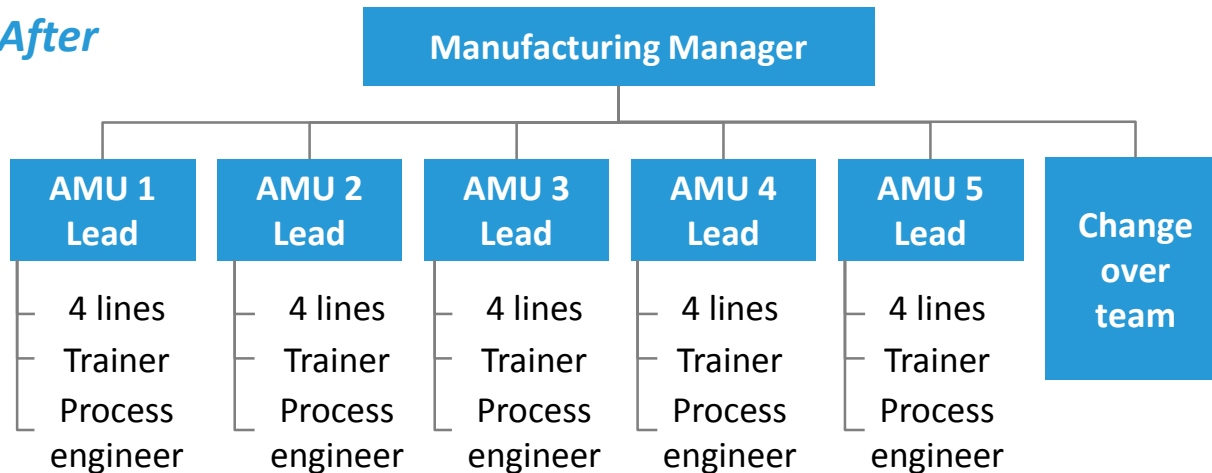 After
Manufacturing Manager
AMU 1
Lead
AMU 2
Lead
AMU 3
Lead
AMU 4
Lead
AMU 5
Lead
Change
over
team
4 lines
Trainer
Process
engineer
4 lines
Trainer
Process
engineer
4 lines
Trainer
Process
engineer
4 lines
Trainer
Process
engineer
4 lines
Trainer
Process
engineer